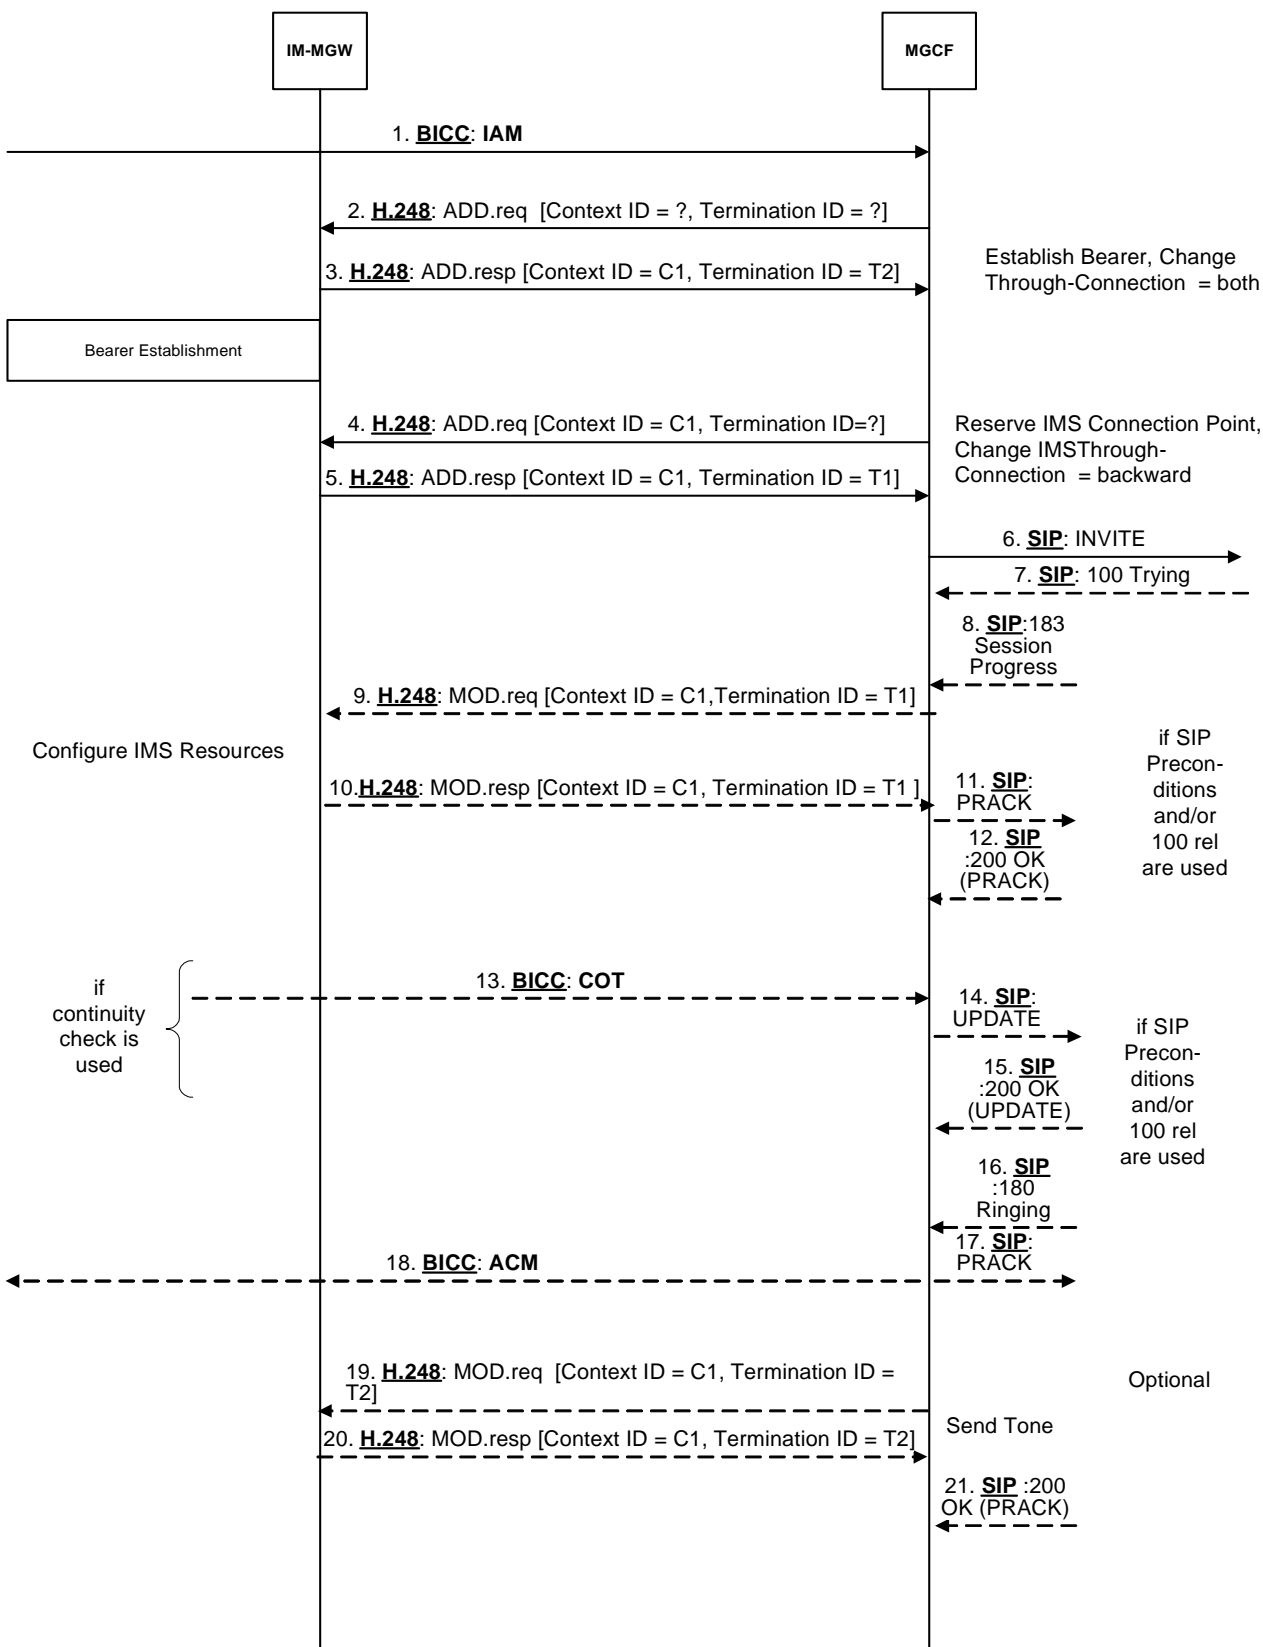 IM-MGW
MGCF
1. BICC: IAM
2. H.248: ADD.req [Context ID = ?, Termination ID = ?]
3. H.248: ADD.resp [Context ID = C1, Termination ID = T2]
Establish Bearer, Change
Through-Connection = both
Bearer Establishment
4. H.248: ADD.req [Context ID = C1, Termination ID=?]
5. H.248: ADD.resp [Context ID = C1, Termination ID = T1]
Reserve IMS Connection Point,
Change IMSThrough-
Connection = backward
6. SIP: INVITE
7. SIP: 100 Trying
8. SIP:183
Session
Progress
9. H.248: MOD.req [Context ID = C1,Termination ID = T1]
Configure IMS Resources
10.H.248: MOD.resp [Context ID = C1, Termination ID = T1 ]
11. SIP:
PRACK
12. SIP
:200 OK
(PRACK)
if SIP
Precon-
ditions
and/or
100 rel
are used
if
continuity
check is
used
13. BICC: COT
14. SIP:
UPDATE
15. SIP
:200 OK
(UPDATE)
if SIP
Precon-
ditions
and/or
100 rel
are used
16. SIP
:180
Ringing
17. SIP:
PRACK
18. BICC: ACM
19. H.248: MOD.req [Context ID = C1, Termination ID =
T2]
Optional
20. H.248: MOD.resp [Context ID = C1, Termination ID = T2]
Send Tone
21. SIP :200
OK (PRACK)